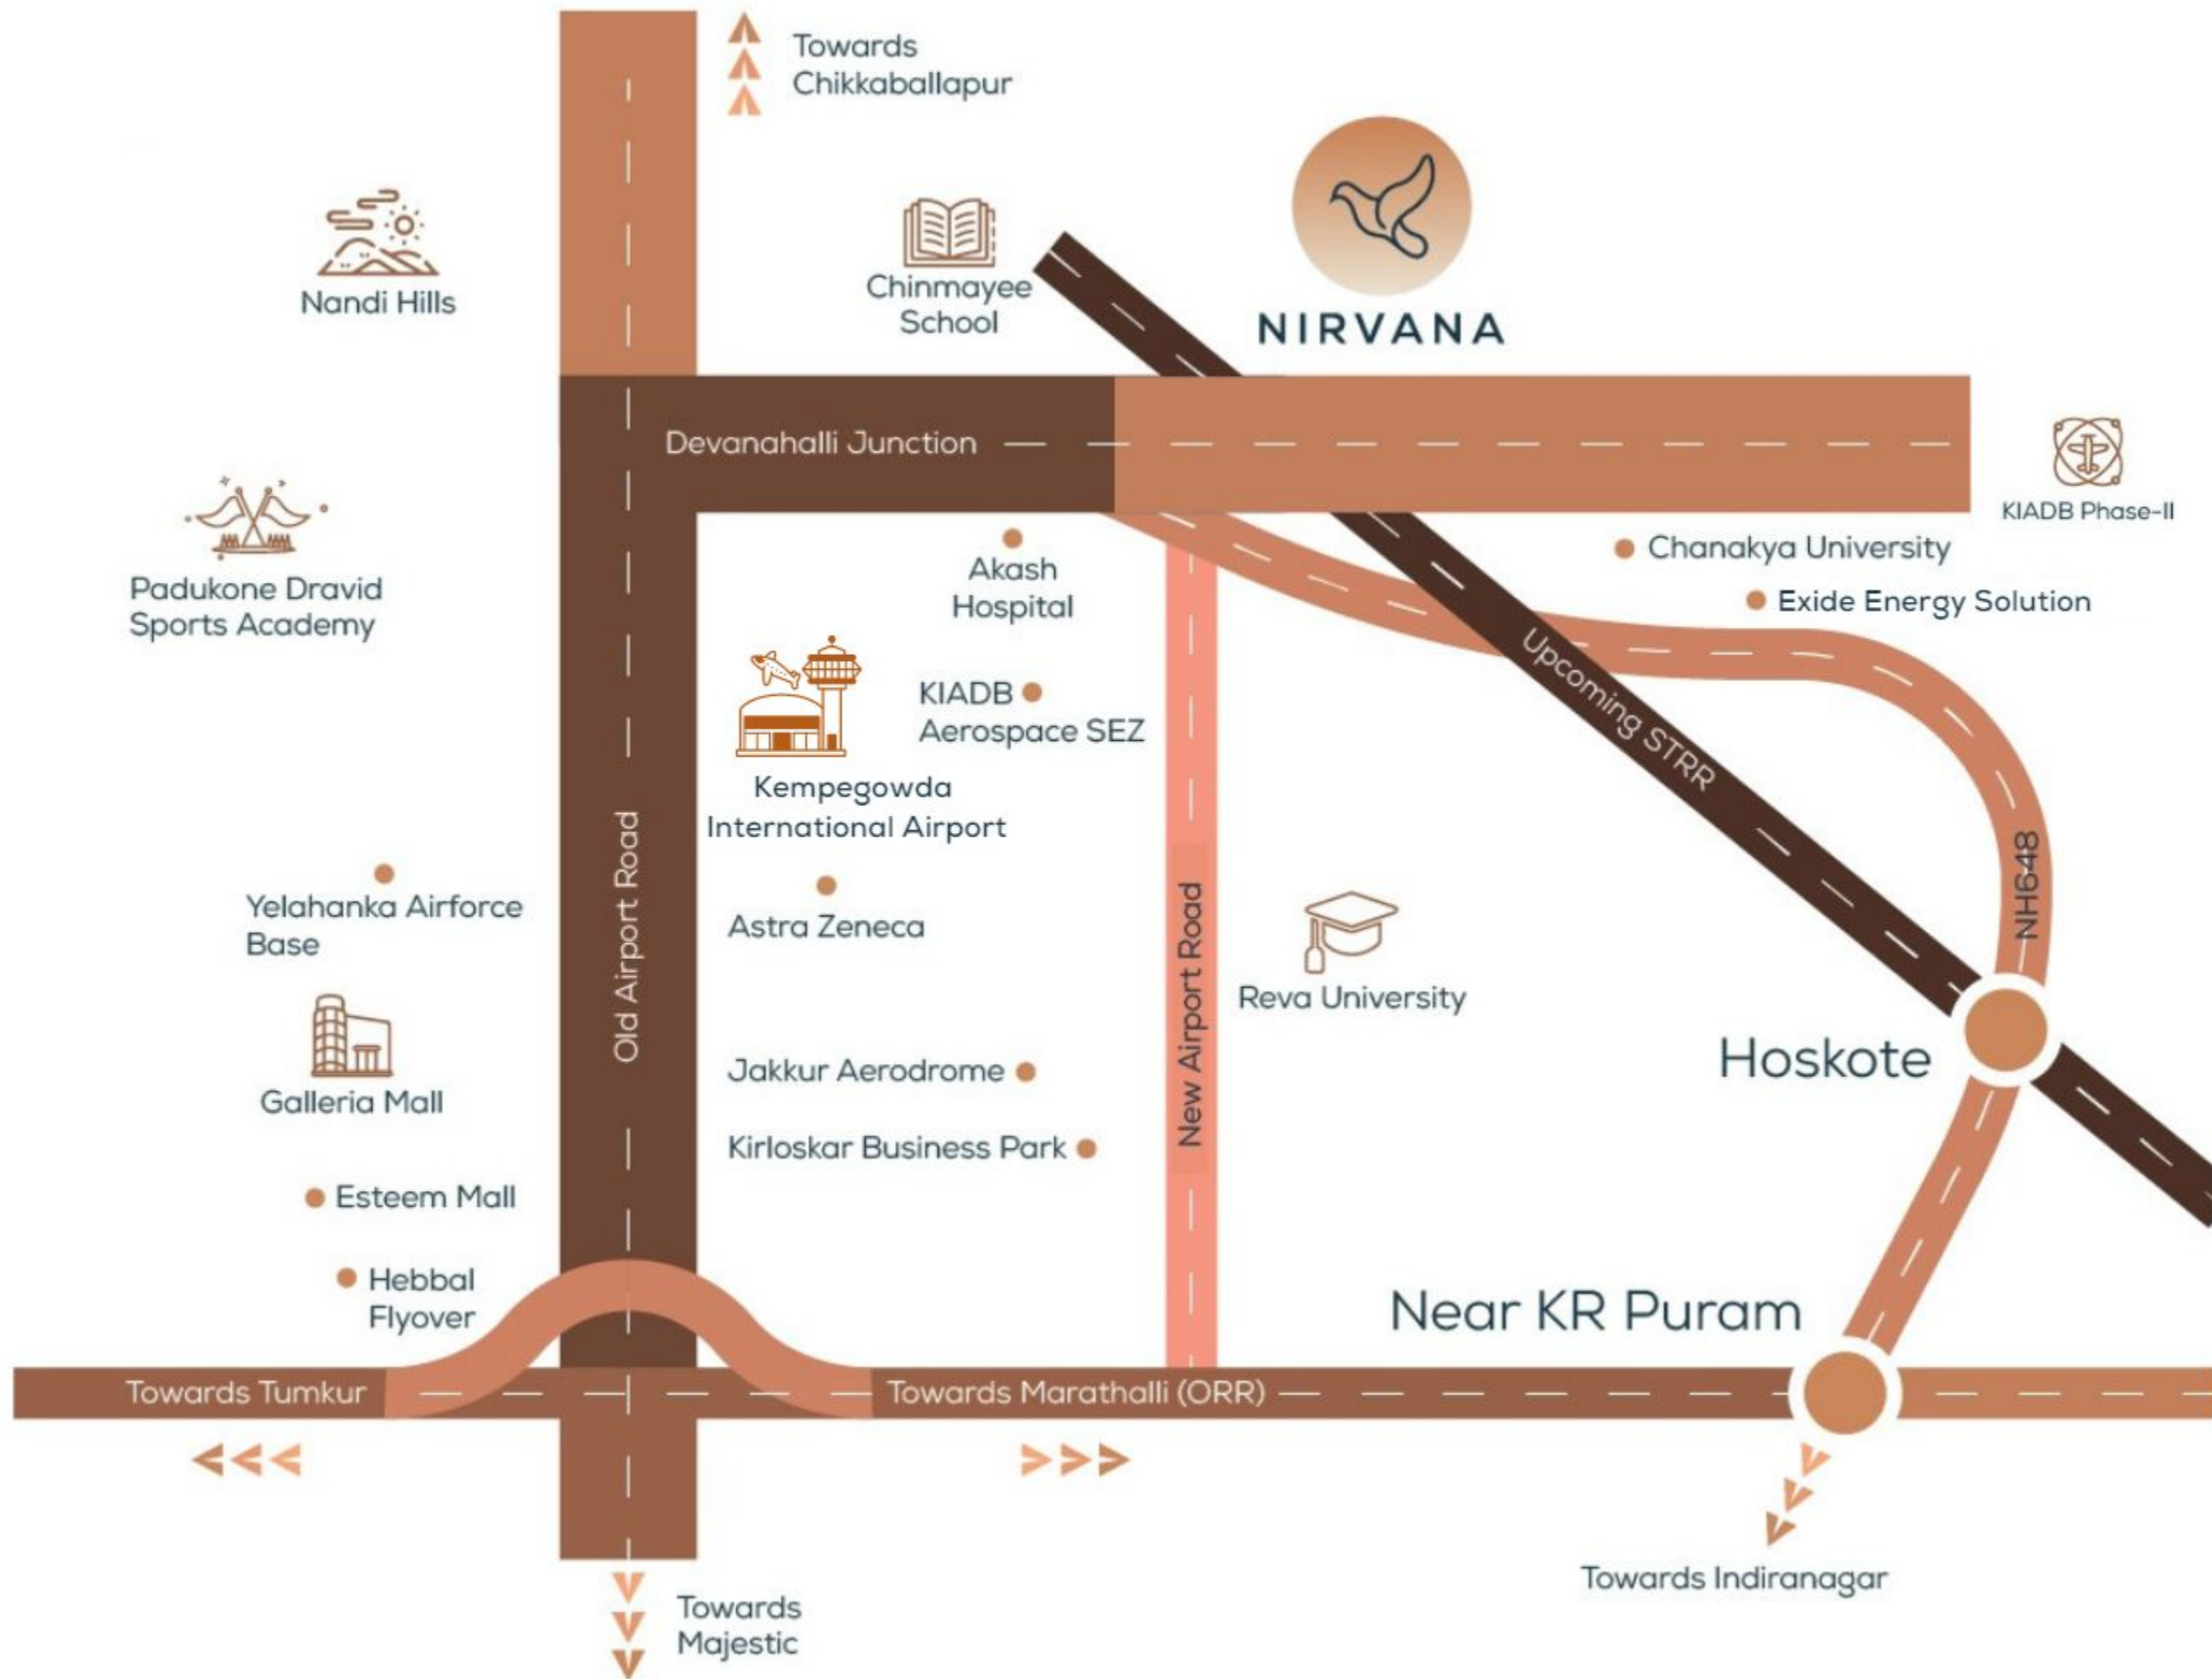 Towards
Chikkaballapur
Nandi Hills
Chinmayee
School
NIRVANA
Devanahalli Junction
KIADB Phase-II
Padukone Dravid
Sports Academy
Akash
Hospital
Chanakya University
Exide Energy Solution
KIADB
Aerospace SEZ
Upcoming STRR
Kempegowda
International Airport
Old Airport Road
NH648
Yelahanka Airforce
Base
Astra Zeneca
New Airport Road
Reva University
Hoskote
Galleria Mall
Jakkur Aerodrome
Kirloskar Business Park
Esteem Mall
Hebbal
Flyover
Near KR Puram
Towards Tumkur
Towards Marathalli (ORR)
Towards Indiranagar
Towards
Majestic